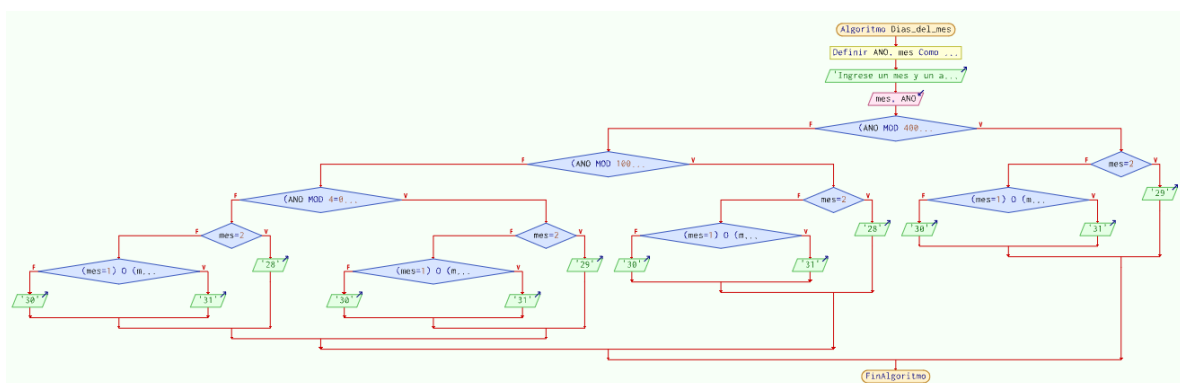 Algoritmo Dias_del_mes
Definir ANO, mes Como ...
'Ingrese un mes y un a...
mes, ANO
(ANO MOD 400...
F
V
(ANO MOD 100...
F
V
mes=2
F
V
(ANO MOD 4=0...
F
V
mes=2
F
V
(mes=1) O (m...
F
V
'29'
mes=2
F
V
mes=2
F
V
(mes=1) O (m...
F
V
'28'
'30'
'31'
(mes=1) O (m...
F
V
'28'
(mes=1) O (m...
F
V
'29'
'30'
'31'
'30'
'31'
'30'
'31'
FinAlgoritmo